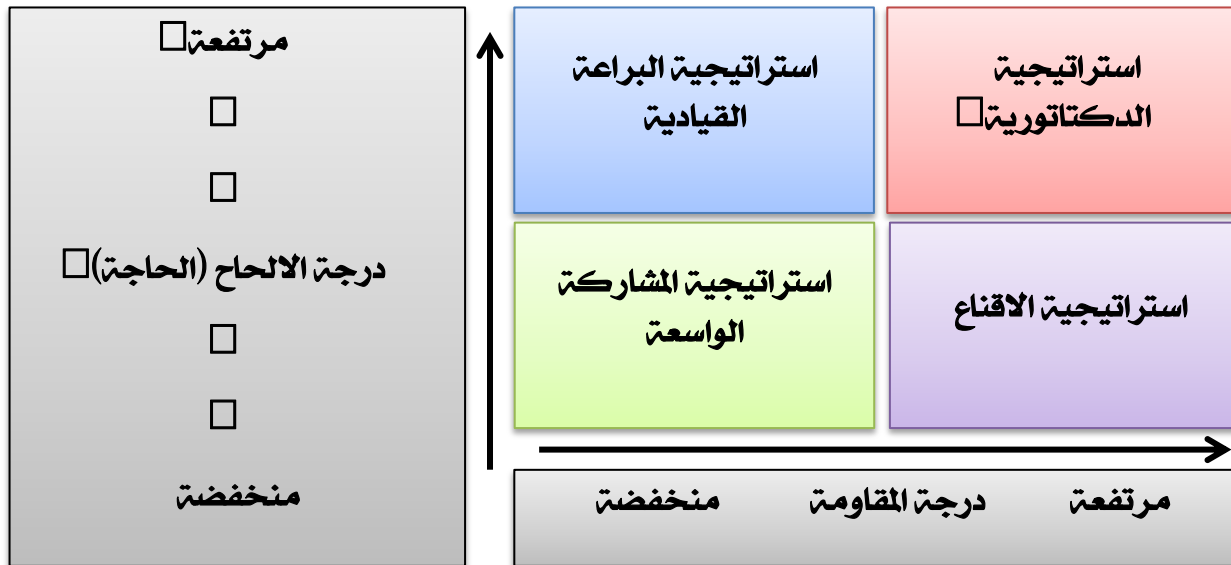 مرتفعة
درجة الالحاح (الحاجة)
منخفضة
استراتيجية البراعة
القيادية
استراتيجية
الدكتاتورية
استراتيجية المشاركة
الواسعة
استراتيجية الاقناع
منخفضة درجة المقاومة مرتفعة